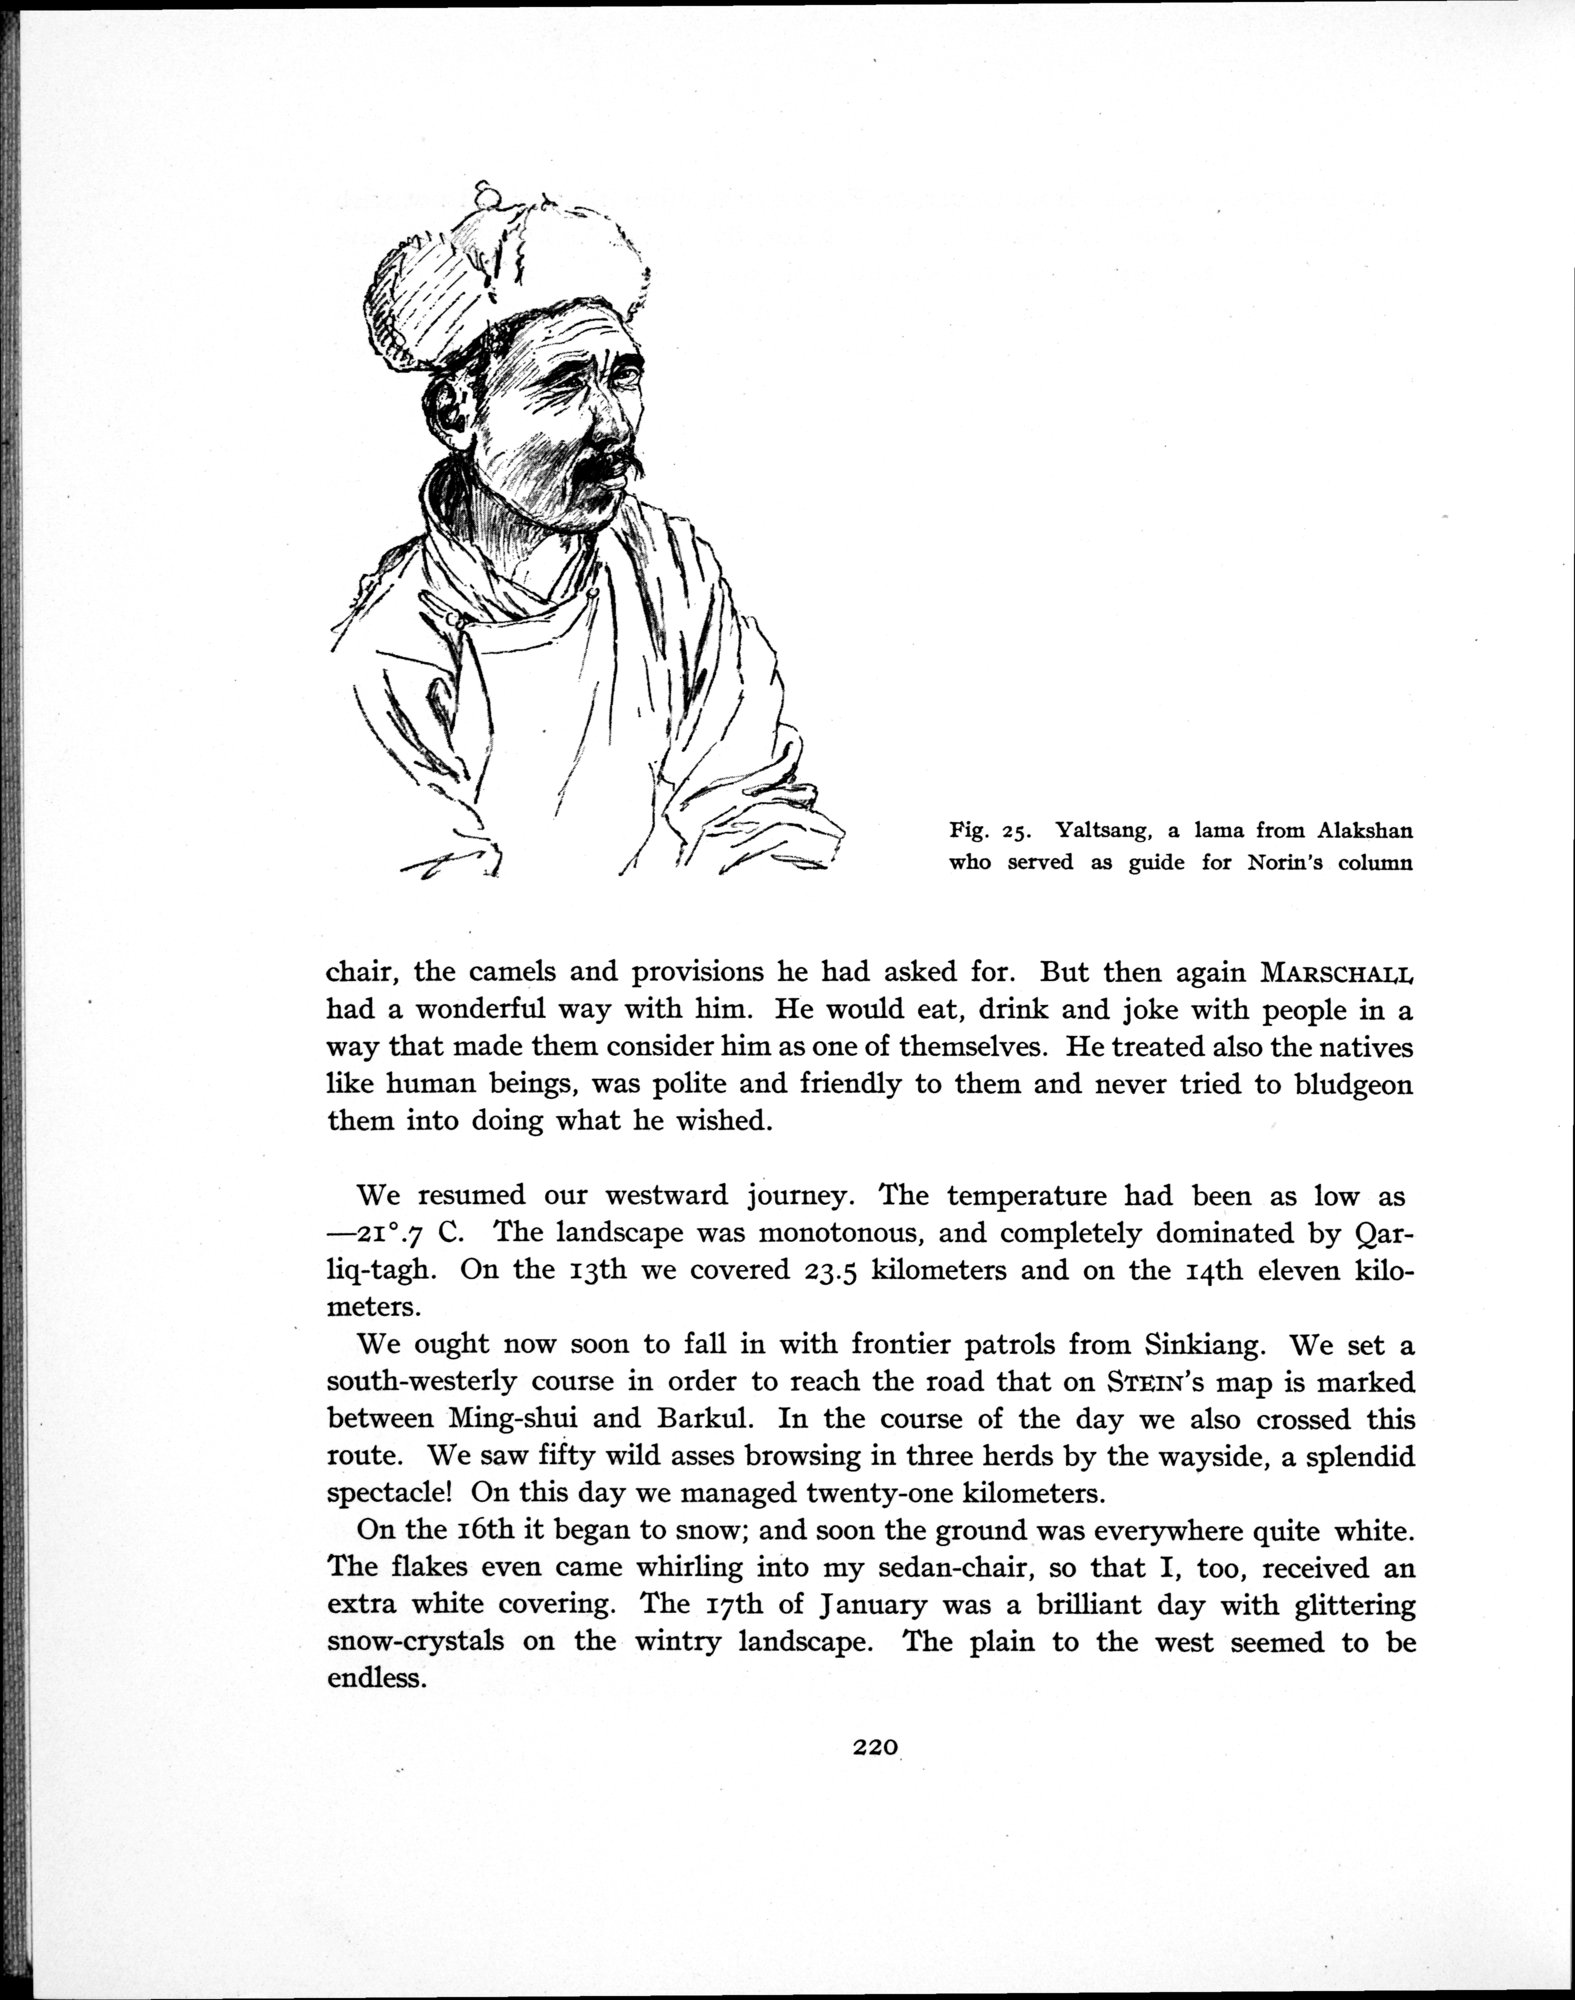 Fig. 25. Yaltsang, a lama from Alakshan
who served as guide for Norin's column
chair, the camels and provisions he had asked for. But then again MARSCHALL
had a wonderful way with him. He would eat, drink and joke with people in a
way that made them consider him as one of themselves. He treated also the natives
like human beings, was polite and friendly to them and never tried to bludgeon
them into doing what he wished.
We resumed our westward journey. The temperature had been as low as
—21°.7 C. The landscape was monotonous, and completely dominated by Qar-
liq-tagh. On the 13th we covered 23.5 kilometers and on the 14th eleven kilo-
meters.
We ought now soon to fall in with frontier patrols from Sinkiang. We set a
south-westerly course in order to reach the road that on STEIN's map is marked
between Ming-shui and Barkul. In the course of the day we also crossed this
route. We saw fifty wild asses browsing in three herds by the wayside, a splendid
spectacle! On this day we managed twenty-one kilometers.
On the 16th it began to snow; and soon the ground was everywhere quite white.
The flakes even came whirling into my sedan-chair, so that I, too, received an
extra white covering. The 17th of January was a brilliant day with glittering
snow-crystals on the wintry landscape. The plain to the west seemed to be
endless.
220